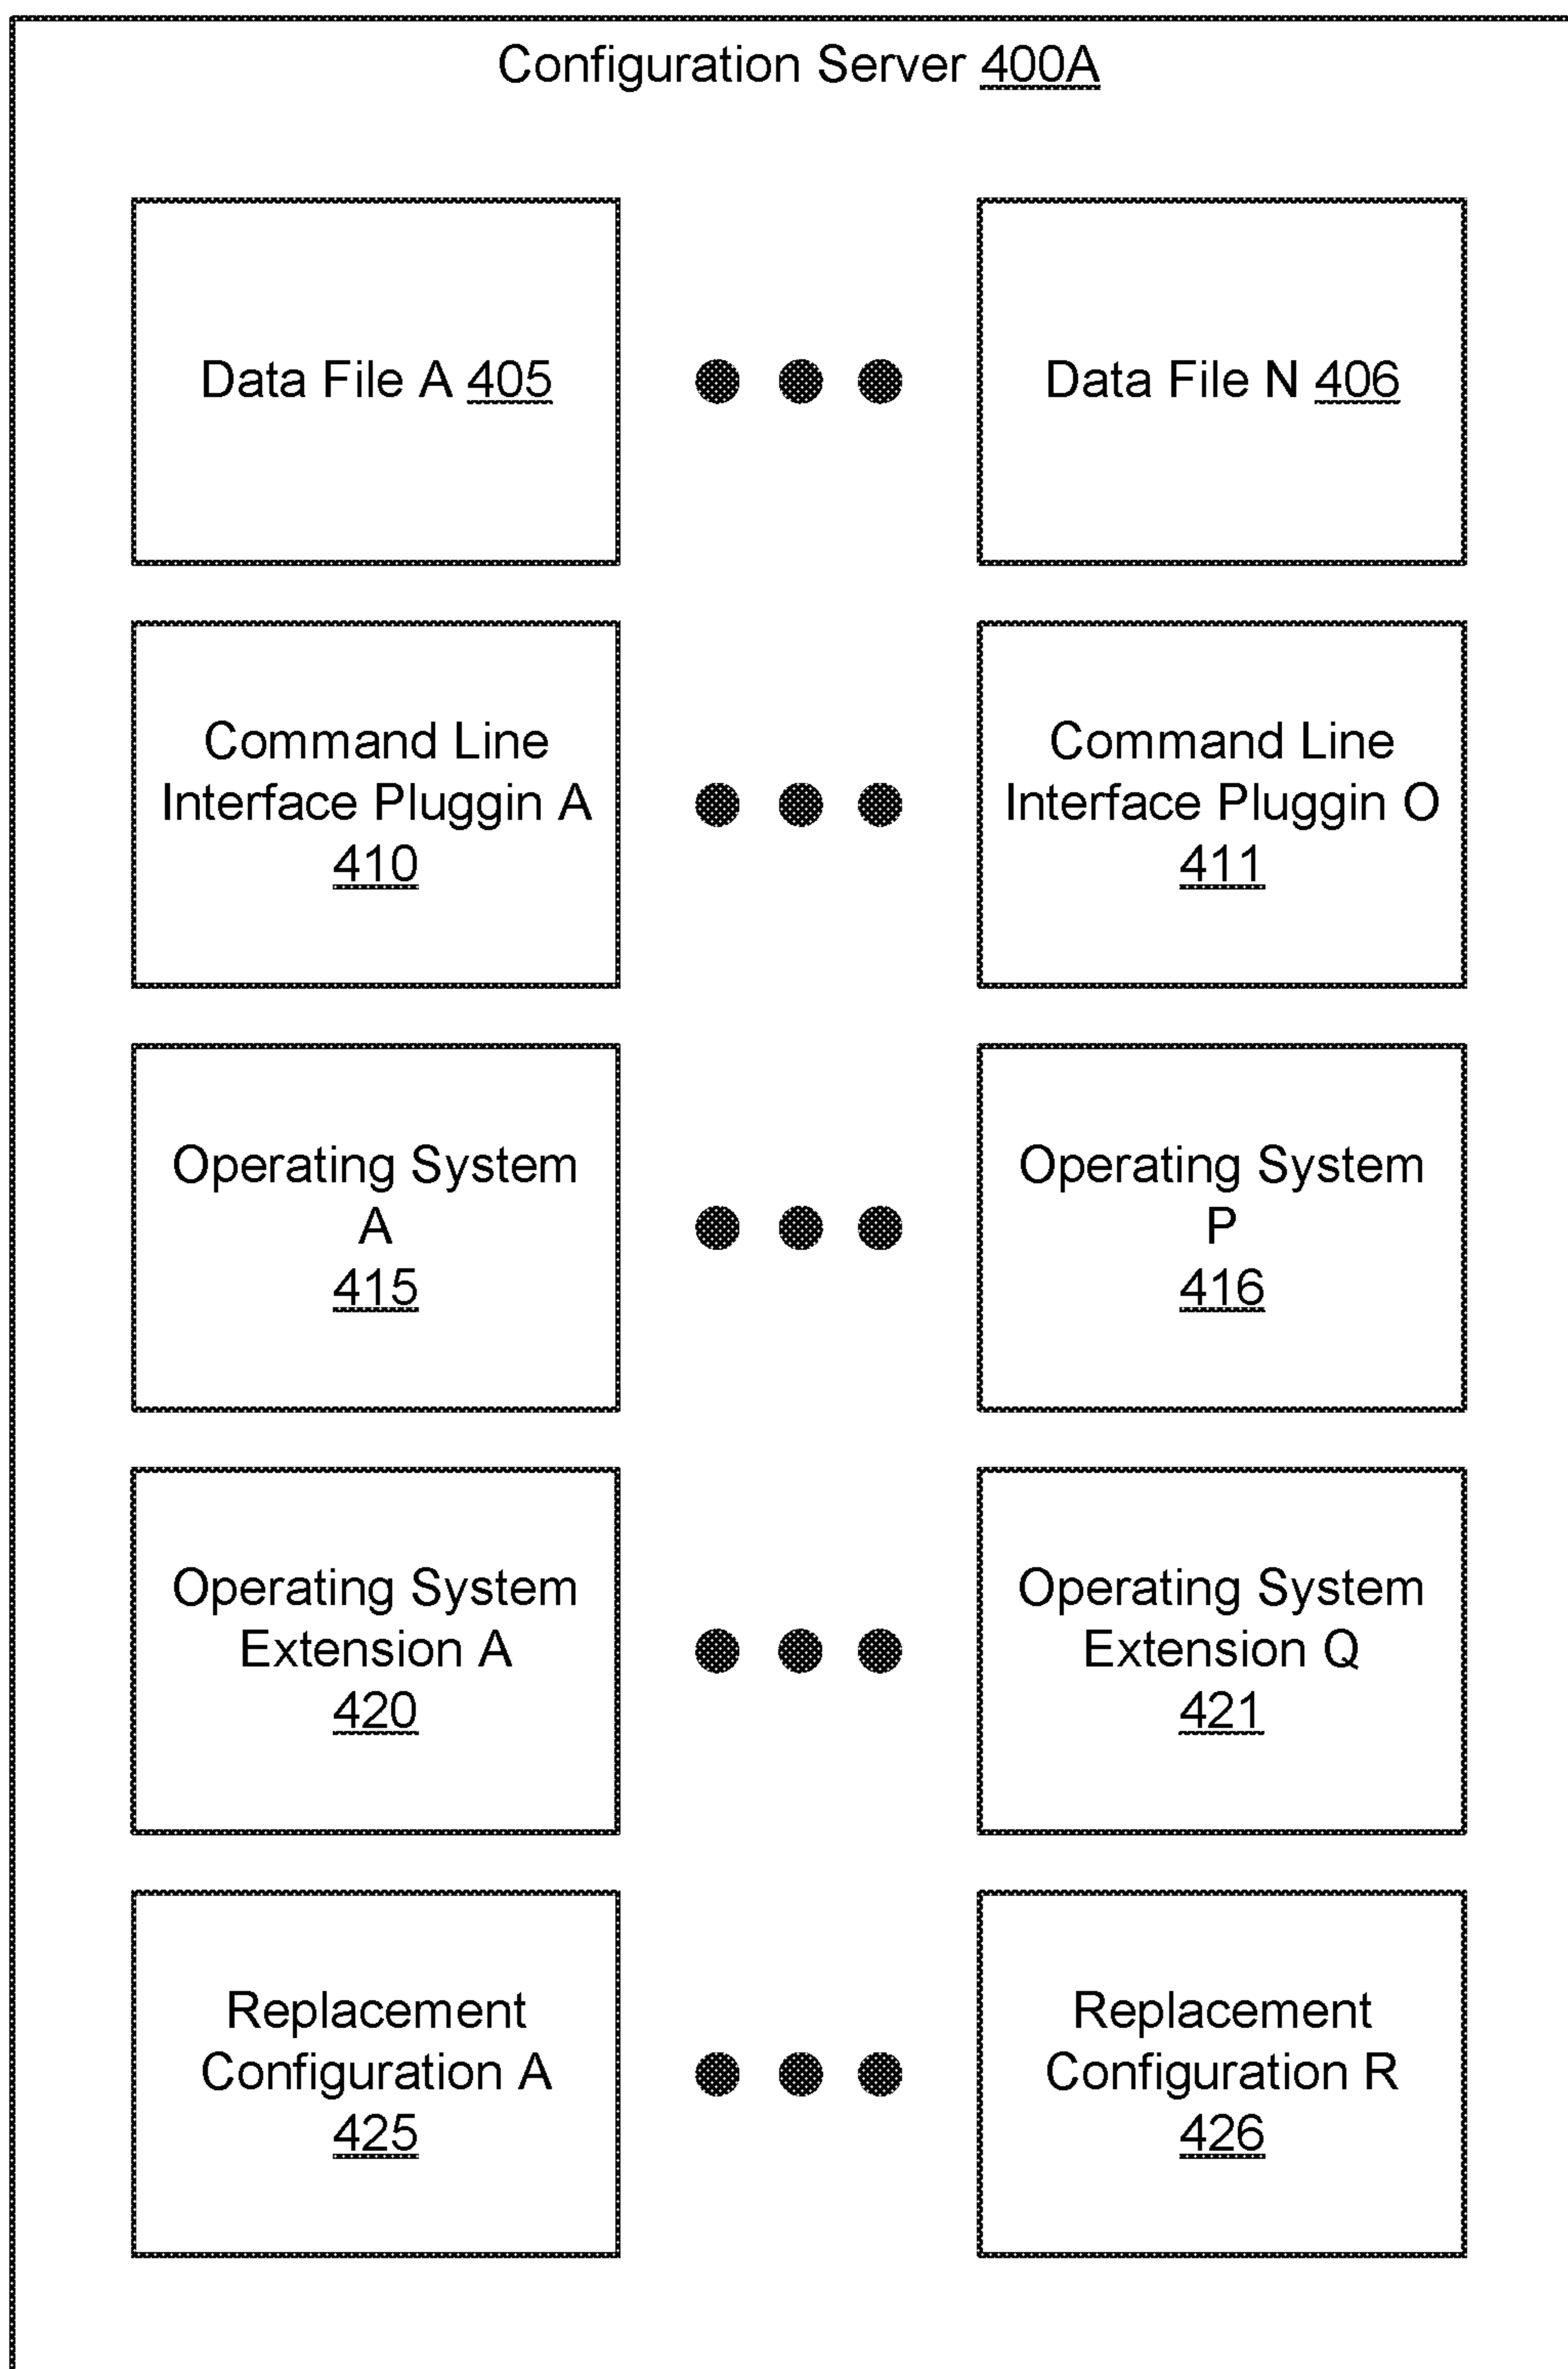 Configuration Server 400A
Data File A 405
Data File N 406
Command Line
Interface Pluggin A
410
Command Line
Interface Pluggin O
411
Operating System
A
415
Operating System
P
416
Operating System
Extension A
420
Operating System
Extension Q
421
Replacement
Configuration A
425
Replacement
Configuration R
426